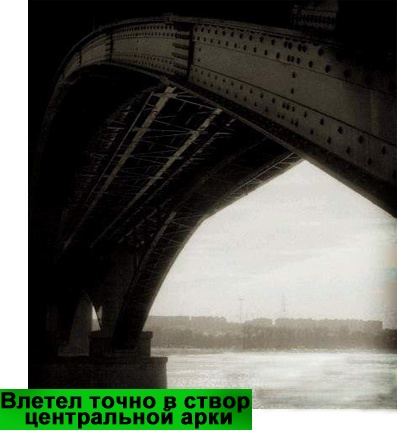 Влетел точно в створ
центральной арки